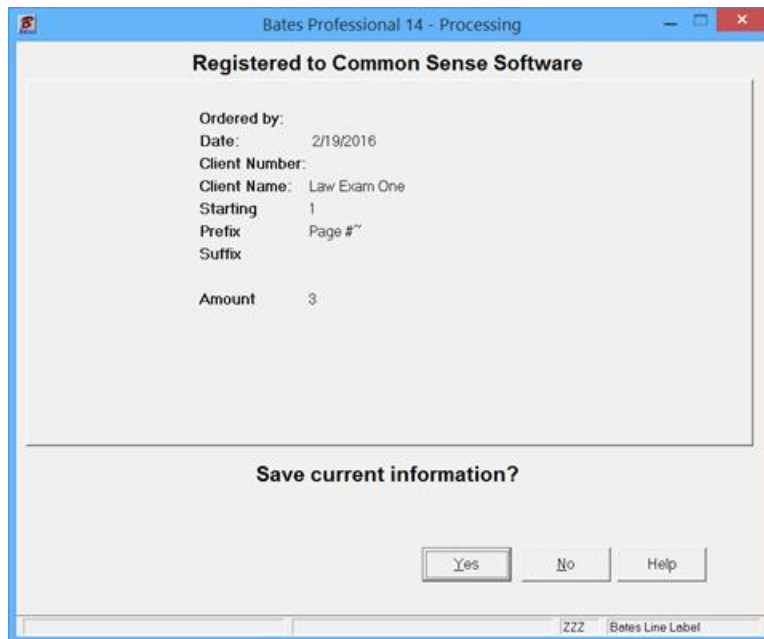 Bates Professional 14 - Processing
Registered to Common Sense Software
Ordered by:
Date: 2/19/2016
Client Number:
Client Name: Law Exam One
Starting 1
Prefix Page #~
Suffix
Amount 3
Save current information?
Yes No Help
ZZZ Bates Line Label